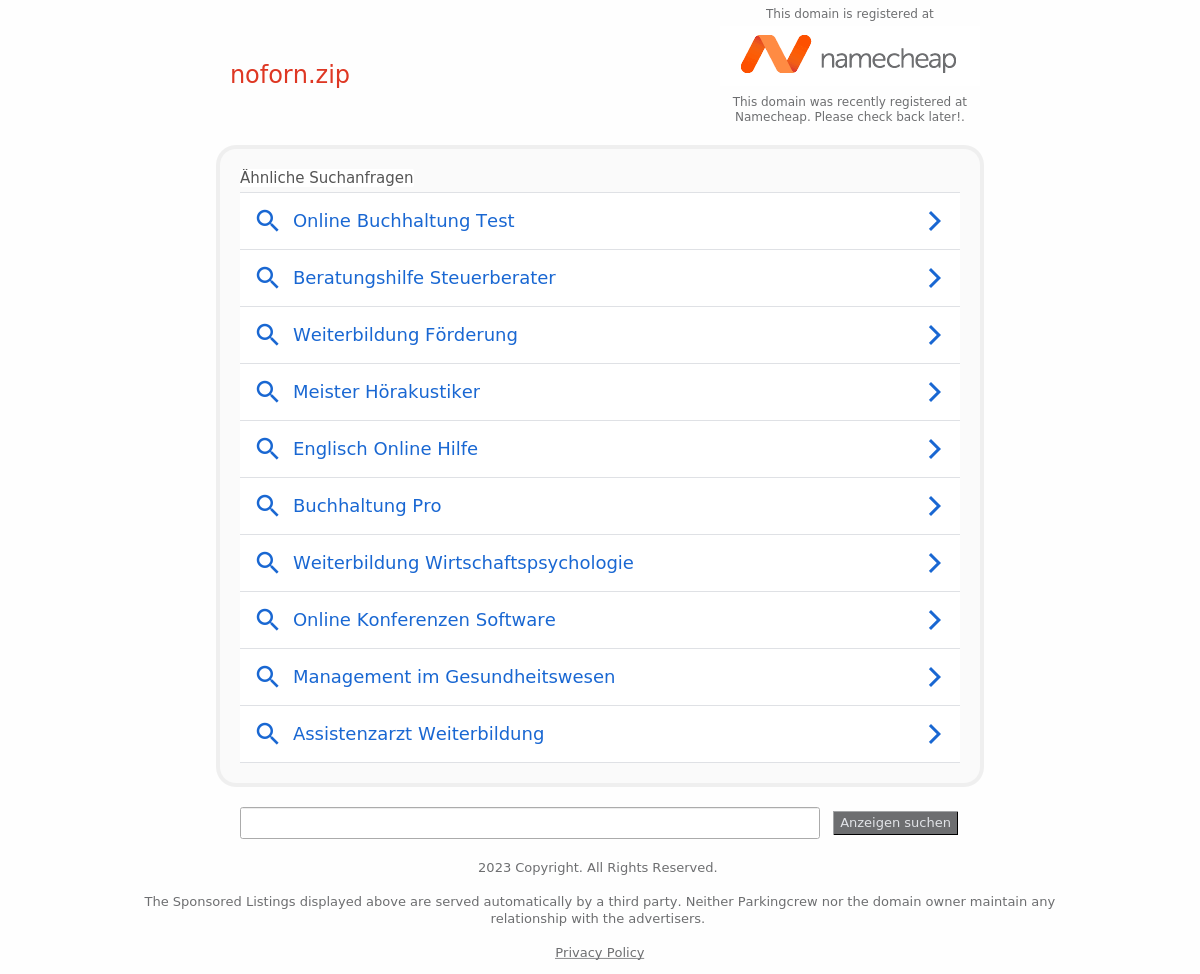 This domain is registered at
namecheap
noforn.zip
This domain was recently registered at
Namecheap. Please check back later!.
Ähnliche Suchanfragen
Online Buchhaltung Test
Beratungshilfe Steuerberater
Weiterbildung Förderung
Meister Hörakustiker
Englisch Online Hilfe
Buchhaltung Pro
Weiterbildung Wirtschaftspsychologie
Online Konferenzen Software
Management im Gesundheitswesen
Assistenzarzt Weiterbildung
Anzeigen suchen
2023 Copyright. All Rights Reserved.
The Sponsored Listings displayed above are served automatically by a third party. Neither Parkingcrew nor the domain owner maintain any
relationship with the advertisers.
Privacy Policy